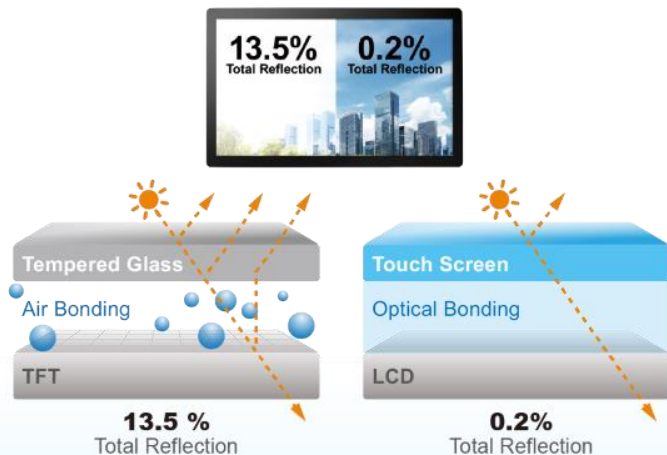 13.5%
Total Reflection
0.2%
Total Reflection
Tempered Glass
Air Bonding
TFT
13.5 %
Total Reflection
Touch Screen
Optical Bonding
LCD
0.2%
Total Reflection